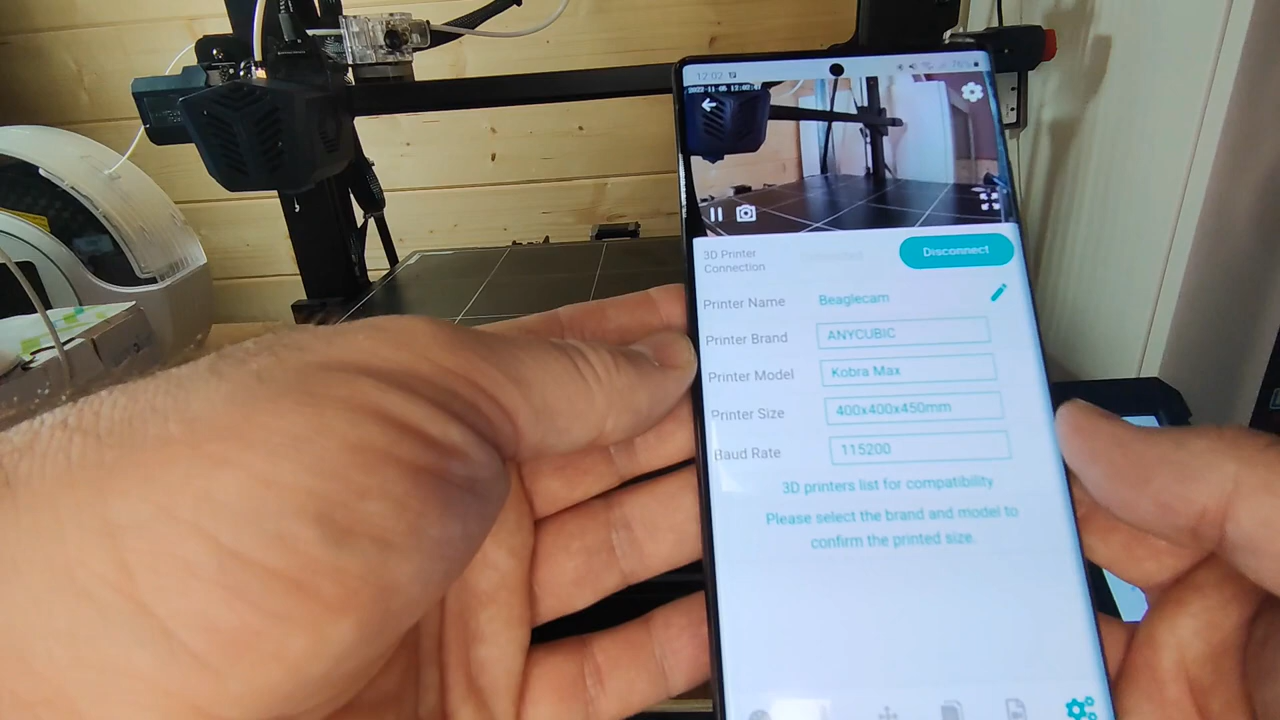 12:02
76%
2022-11-05 12:02:47
3D Printer
Connection
Disconnect
Printer Name Beaglecam
Printer Brand ANYCUBIC
Printer Model Kobra Max
Printer Size 400x400x450mm
Baud Rate 115200
3D printers list for compatibility
Please select the brand and model to
confirm the printed size.